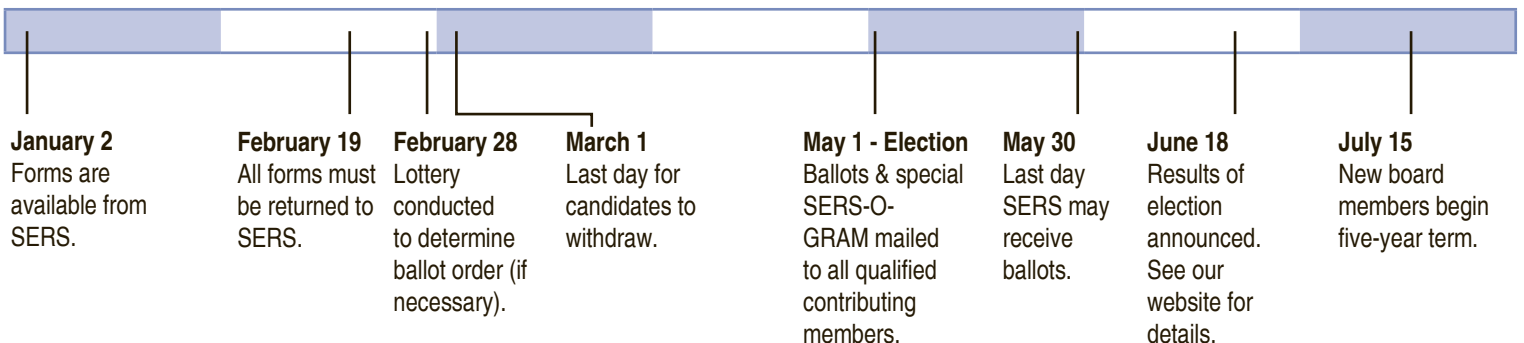 January 2
Forms are
available from
SERS.
February 19
All forms must
be returned to
SERS.
February 28
Lottery
conducted
to determine
ballot order (if
necessary).
March 1
Last day for
candidates to
withdraw.
May 1 - Election
Ballots & special
SERS-O-
GRAM mailed
to all qualified
contributing
members.
May 30
Last day
SERS may
receive
ballots.
June 18
Results of
election
announced.
See our
website for
details.
July 15
New board
members begin
five-year term.